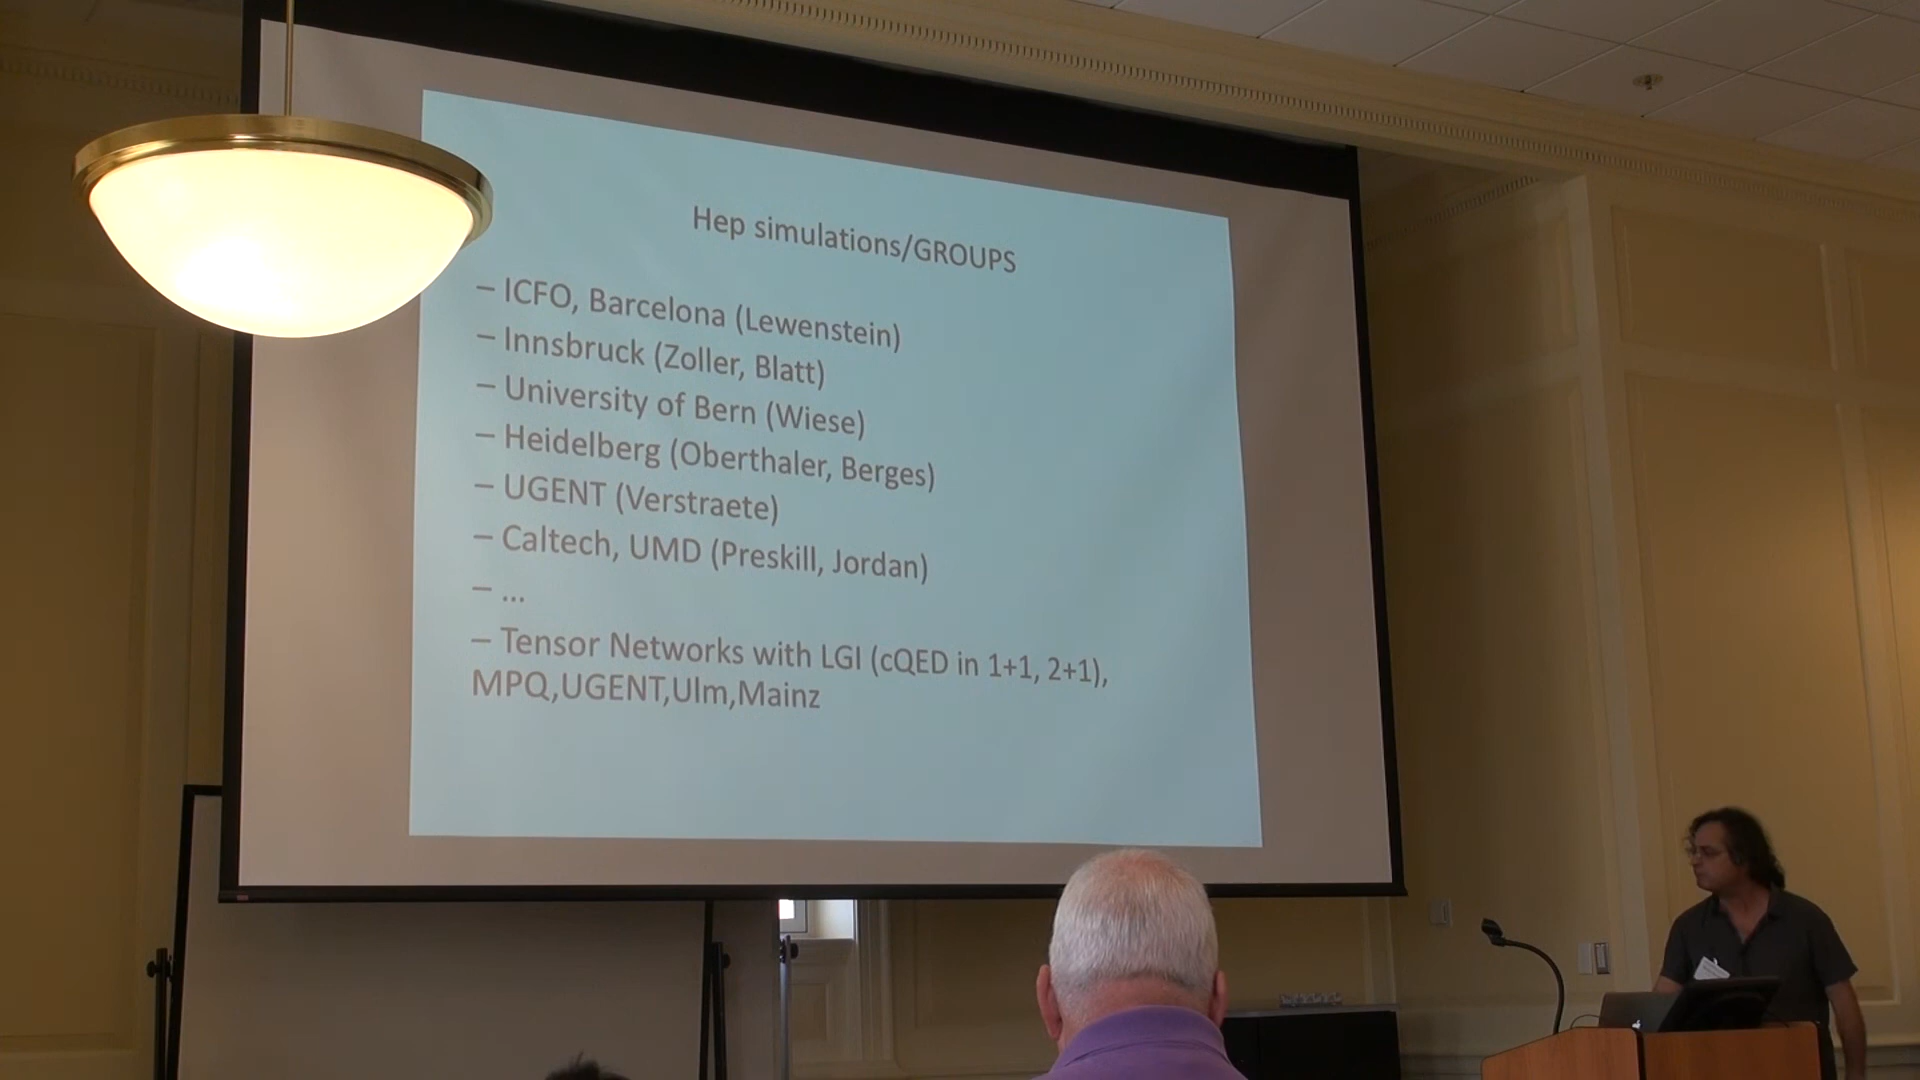 Hep simulations/GROUPS
– ICFO, Barcelona (Lewenstein)
– Innsbruck (Zoller, Blatt)
– University of Bern (Wiese)
– Heidelberg (Oberthaler, Berges)
– UGENT (Verstraete)
– Caltech, UMD (Preskill, Jordan)
– ...
– Tensor Networks with LGI (cQED in 1+1, 2+1),
MPQ,UGENT,Ulm,Mainz